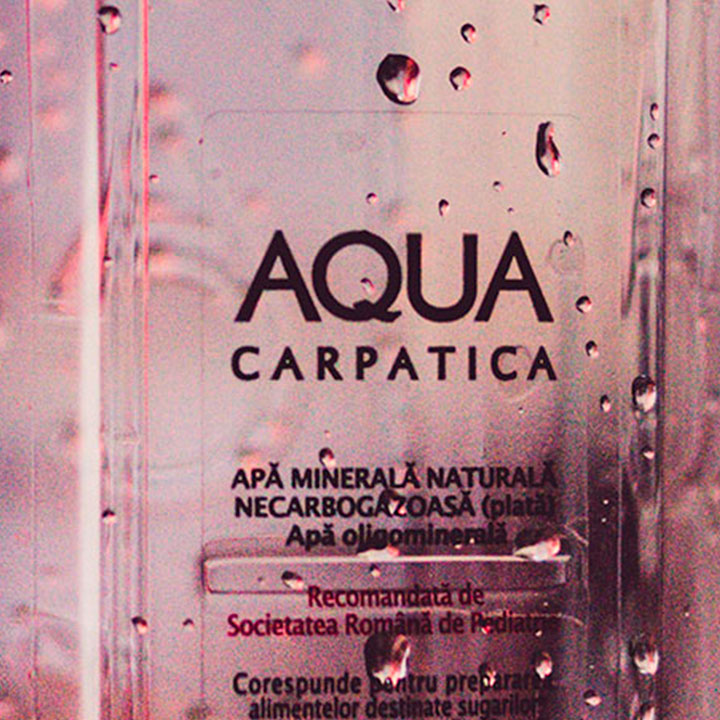 AQUA
CARPATICA
APĂ MINERALĂ NATURALĂ
NECARBOGAZOASĂ (plată)
Apă oligominerală
Recomandată de
Societatea Română de Pediatrie
Corespunde pentru prepararea
alimentelor destinate sugarilor